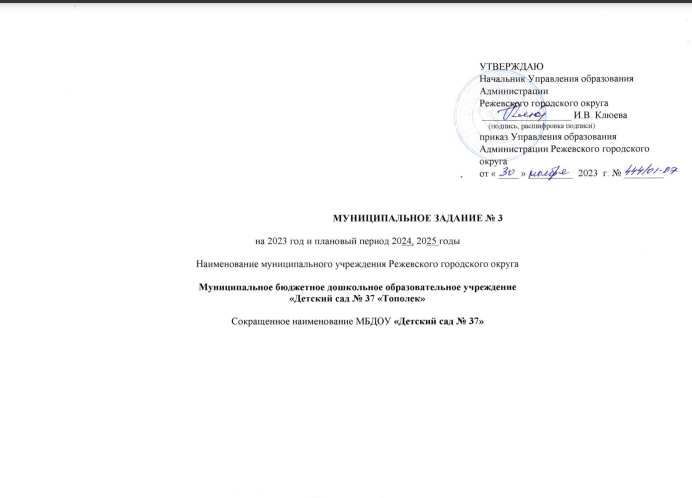 УТВЕРЖДАЮ
Начальник Управления образования
Администрации
Режевского городского округа
И.В. Клюева
(подпись, расшифровка подписи)
приказ Управления образования
Администрации Режевского городского
округа
от « 30 » ноября 2023 г. № 444/01-07
МУНИЦИПАЛЬНОЕ ЗАДАНИЕ № 3
на 2023 год и плановый период 2024, 2025 годы
Наименование муниципального учреждения Режевского городского округа
Муниципальное бюджетное дошкольное образовательное учреждение
«Детский сад № 37 «Тополек»
Сокращенное наименование МБДОУ «Детский сад № 37»